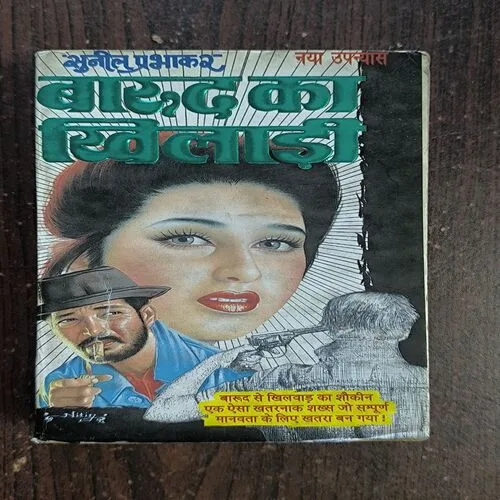 सुनील प्रभाकर
नया उपन्यास
बारूद का
खिलाड़ी
बारूद से खिलवाड़ का शौकीन
एक ऐसा खतरनाक शख्स जो सम्पूर्ण
मानवता के लिए खतरा बन गया !